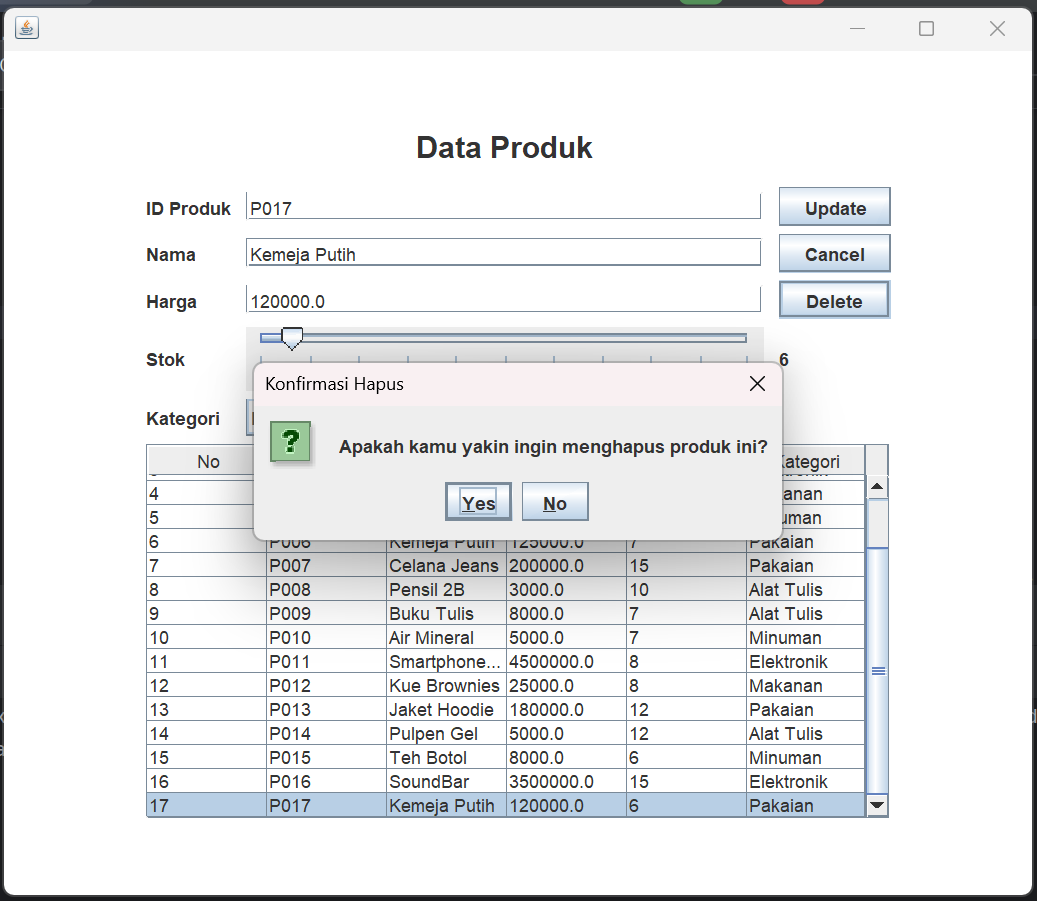 Data Produk
ID Produk P017 Update
Nama Kemeja Putih Cancel
Harga 120000.0 Delete
Stok 6
Konfirmasi Hapus
Kategori
? Apakah kamu yakin ingin menghapus produk ini?
Yes No
No
4
5
6 P006 Kemeja Putih 125000.0 7 Pakaian
7 P007 Celana Jeans 200000.0 15 Pakaian
8 P008 Pensil 2B 3000.0 10 Alat Tulis
9 P009 Buku Tulis 8000.0 7 Alat Tulis
10 P010 Air Mineral 5000.0 7 Minuman
11 P011 Smartphone... 4500000.0 8 Elektronik
12 P012 Kue Brownies 25000.0 8 Makanan
13 P013 Jaket Hoodie 180000.0 12 Pakaian
14 P014 Pulpen Gel 5000.0 12 Alat Tulis
15 P015 Teh Botol 8000.0 6 Minuman
16 P016 SoundBar 3500000.0 15 Elektronik
17 P017 Kemeja Putih 120000.0 6 Pakaian